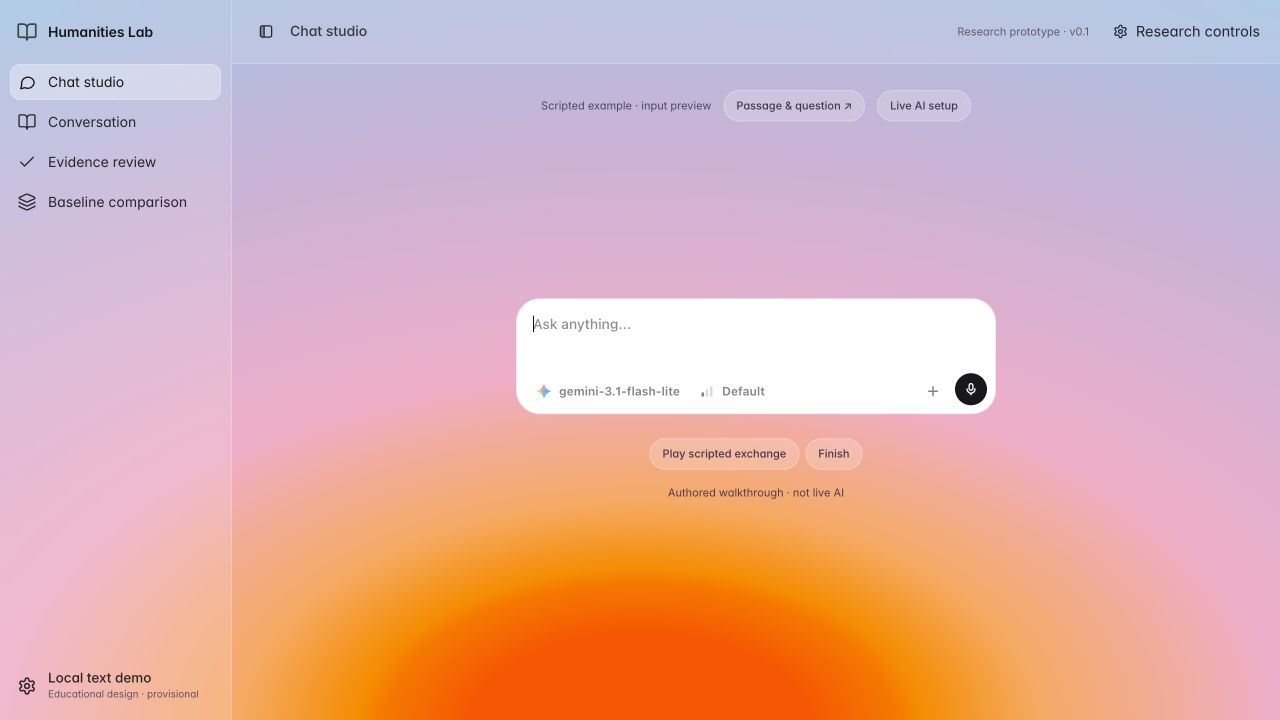 Humanities Lab
Chat studio
Conversation
Evidence review
Baseline comparison
Local text demo
Educational design · provisional
Chat studio
Research prototype · v0.1
Research controls
Scripted example · input preview
Passage & question ↗
Live AI setup
Ask anything...
gemini-3.1-flash-lite
Default
Play scripted exchange
Finish
Authored walkthrough · not live AI